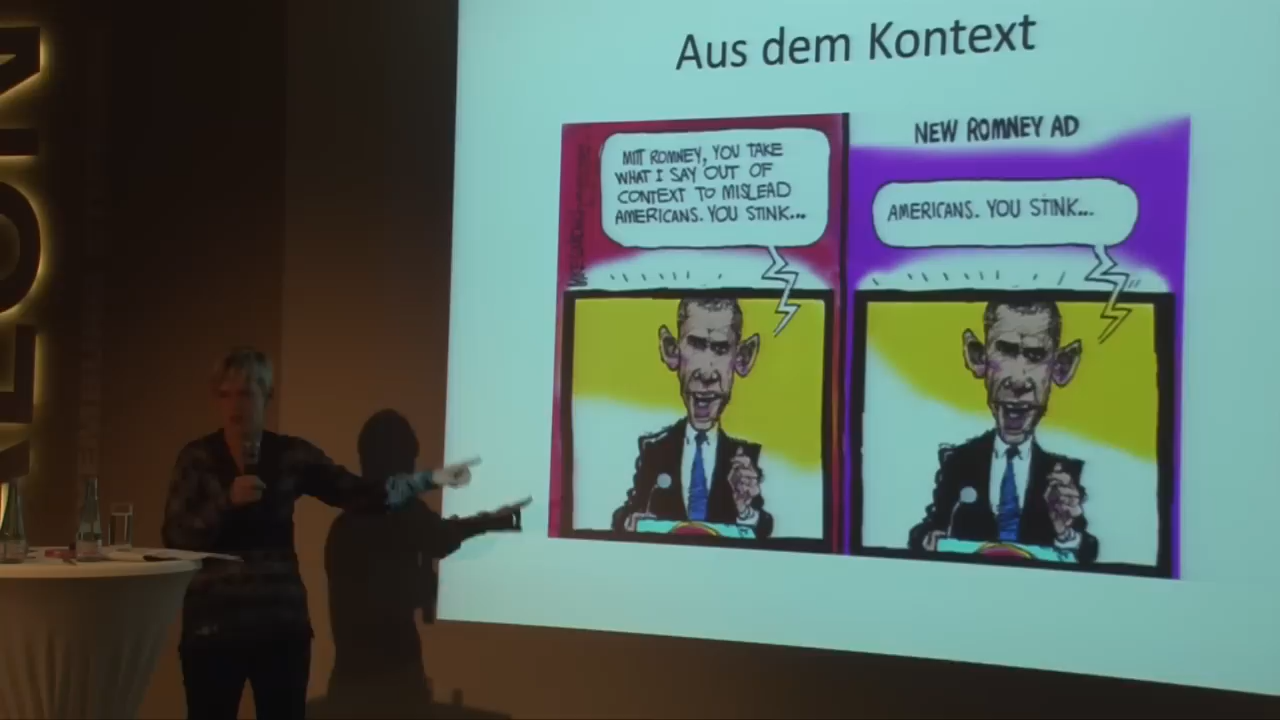 Aus dem Kontext
MITT ROMNEY, YOU TAKE
WHAT I SAY OUT OF
CONTEXT TO MISLEAD
AMERICANS. YOU STINK...
NEW ROMNEY AD
AMERICANS. YOU STINK...